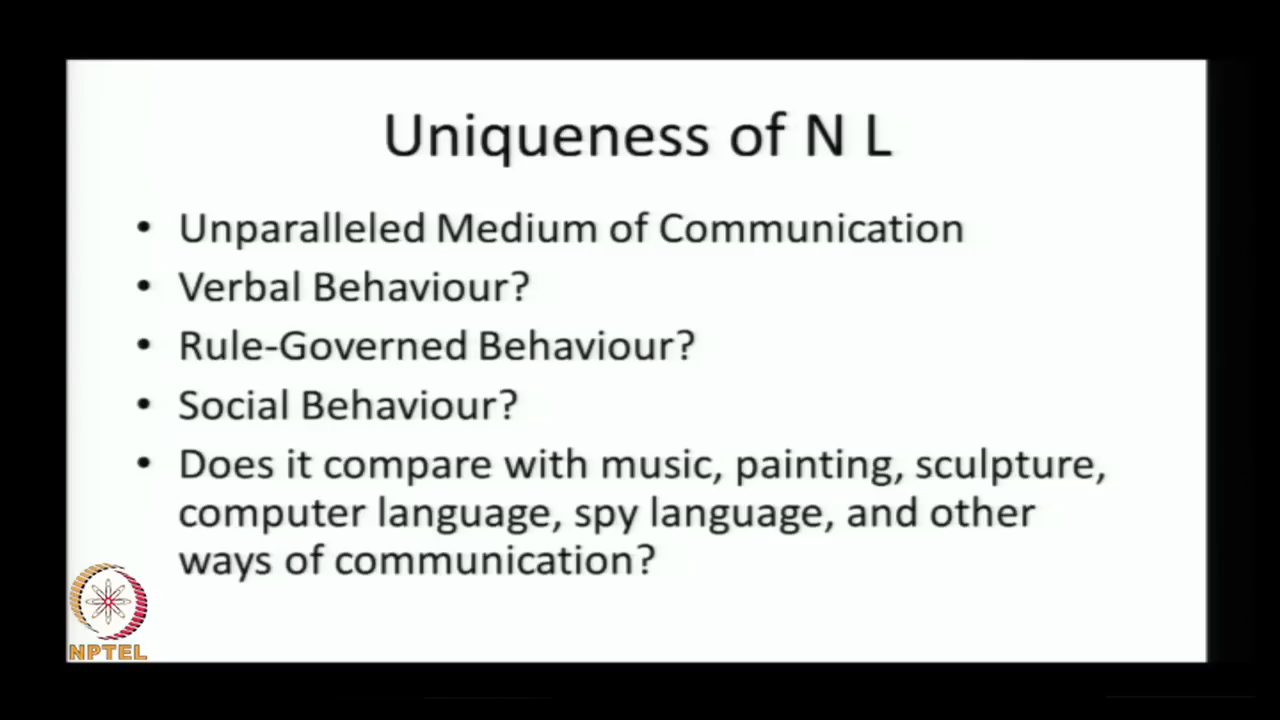 Uniqueness of N L
• Unparalleled Medium of Communication
• Verbal Behaviour?
• Rule-Governed Behaviour?
• Social Behaviour?
• Does it compare with music, painting, sculpture,
computer language, spy language, and other
ways of communication?
NPTEL